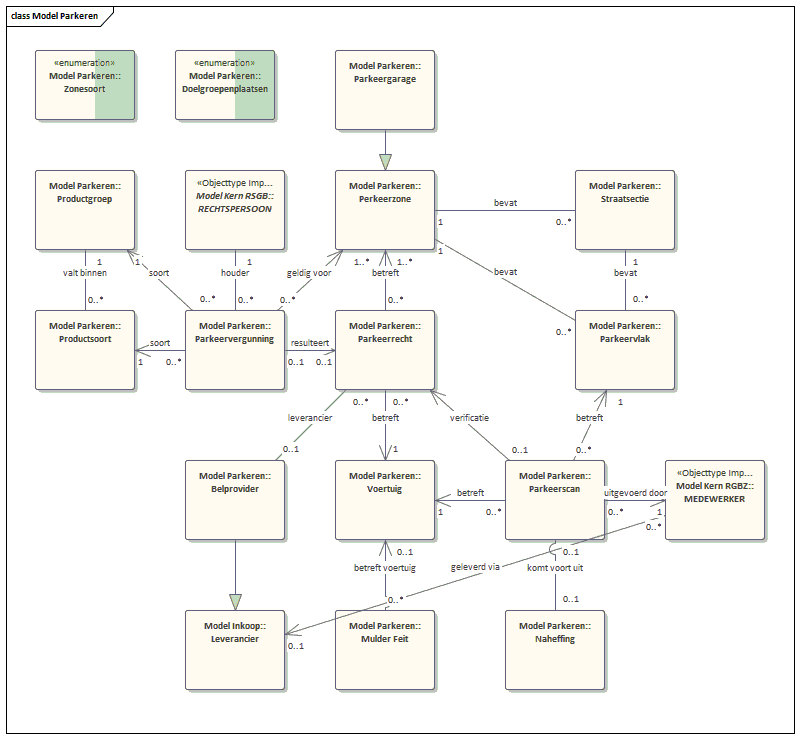 class Model Parkeren
«enumeration»
Model Parkeren::
Zonesoort
«enumeration»
Model Parkeren::
Doelgroepenplaatsen
Model Parkeren::
Parkeergarage
Model Parkeren::
Productgroep
«Objecttype Imp...
Model Kern RSGB::
RECHTSPERSOON
Model Parkeren::
Perkeerzone
Model Parkeren::
Straatsectie
bevat
1
0..*
1
valt binnen
0..*
1
soort
0..*
1
houder
0..*
geldig voor
1..*
0..*
1..*
betreft
0..*
1
bevat
0..*
1
bevat
0..*
Model Parkeren::
Productsoort
Model Parkeren::
Parkeervergunning
Model Parkeren::
Parkeerrecht
Model Parkeren::
Parkeervlak
soort
1
0..*
resulteert
0..1
0..1
0..*
leverancier
0..1
0..*
betreft
1
verificatie
0..1
1
betreft
0..*
Model Parkeren::
Belprovider
Model Parkeren::
Voertuig
Model Parkeren::
Parkeerscan
«Objecttype Imp...
Model Kern RGBZ::
MEDEWERKER
betreft
1
0..*
uitgevoerd door
0..*
1
0..*
geleverd via
0..1
0..1
betreft voertuig
0..*
0..1
komt voort uit
0..1
Model Inkoop::
Leverancier
Model Parkeren::
Mulder Feit
Model Parkeren::
Naheffing